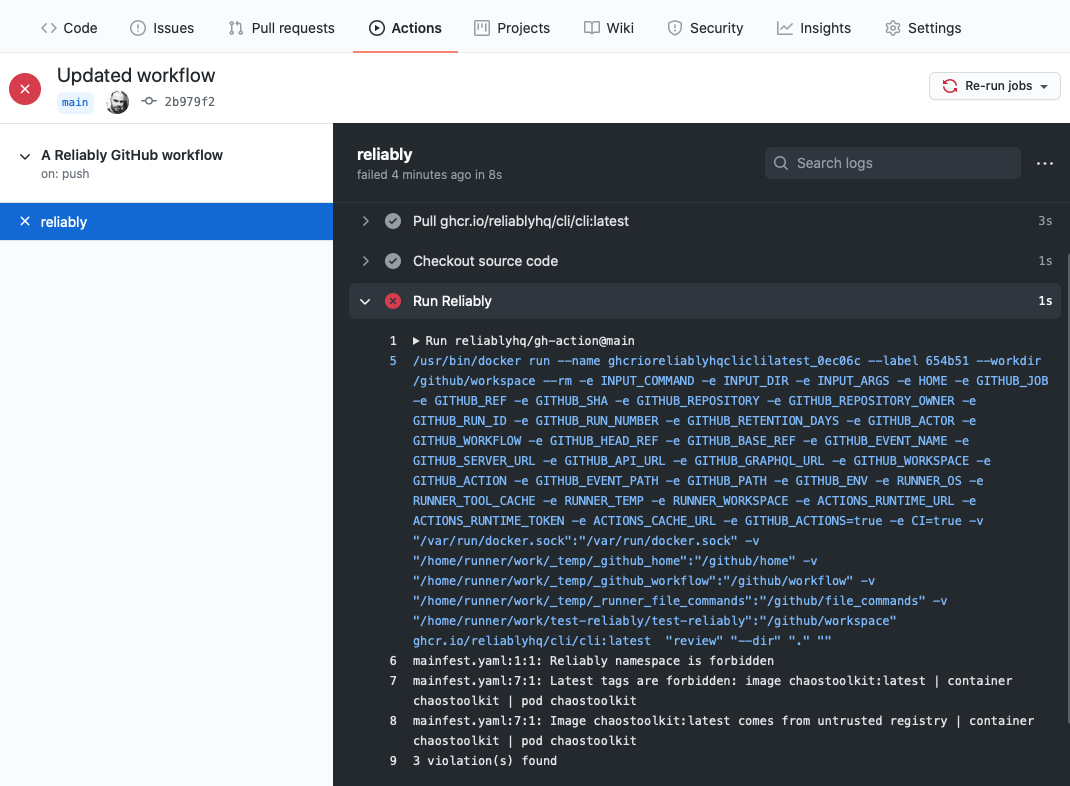 Code Issues Pull requests Actions Projects Wiki Security Insights Settings
Updated workflow
main 2b979f2
Re-run jobs
A Reliably GitHub workflow
on: push
reliably
reliably
failed 4 minutes ago in 8s
Search logs
Pull ghcr.io/reliablyhq/cli/cli:latest 3s
Checkout source code 1s
Run Reliably 1s
1 Run reliablyhq/gh-action@main
5 /usr/bin/docker run --name ghcrioreliablyhqcliclilatest_0ec06c --label 654b51 --workdir
/github/workspace --rm -e INPUT_COMMAND -e INPUT_DIR -e INPUT_ARGS -e HOME -e GITHUB_JOB
-e GITHUB_REF -e GITHUB_SHA -e GITHUB_REPOSITORY -e GITHUB_REPOSITORY_OWNER -e
GITHUB_RUN_ID -e GITHUB_RUN_NUMBER -e GITHUB_RETENTION_DAYS -e GITHUB_ACTOR -e
GITHUB_WORKFLOW -e GITHUB_HEAD_REF -e GITHUB_BASE_REF -e GITHUB_EVENT_NAME -e
GITHUB_SERVER_URL -e GITHUB_API_URL -e GITHUB_GRAPHQL_URL -e GITHUB_WORKSPACE -e
GITHUB_ACTION -e GITHUB_EVENT_PATH -e GITHUB_PATH -e GITHUB_ENV -e RUNNER_OS -e
RUNNER_TOOL_CACHE -e RUNNER_TEMP -e RUNNER_WORKSPACE -e ACTIONS_RUNTIME_URL -e
ACTIONS_RUNTIME_TOKEN -e ACTIONS_CACHE_URL -e GITHUB_ACTIONS=true -e CI=true -v
"/var/run/docker.sock":"/var/run/docker.sock" -v
"/home/runner/work/_temp/_github_home":"/github/home" -v
"/home/runner/work/_temp/_github_workflow":"/github/workflow" -v
"/home/runner/work/_temp/_runner_file_commands":"/github/file_commands" -v
"/home/runner/work/test-reliably/test-reliably":"/github/workspace"
ghcr.io/reliablyhq/cli/cli:latest "review" "--dir" "." ""
6 mainfest.yaml:1:1: Reliably namespace is forbidden
7 mainfest.yaml:7:1: Latest tags are forbidden: image chaostoolkit:latest | container
chaostoolkit | pod chaostoolkit
8 mainfest.yaml:7:1: Image chaostoolkit:latest comes from untrusted registry | container
chaostoolkit | pod chaostoolkit
9 3 violation(s) found